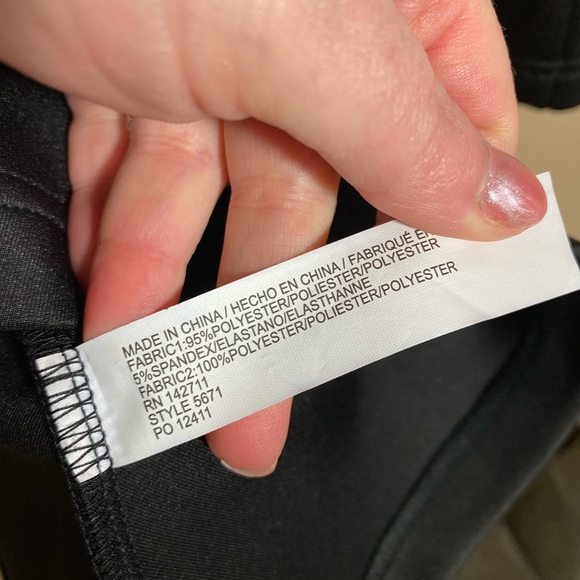 MADE IN CHINA / HECHO EN CHINA / FABRIQUÉ E
FABRIC1:95%POLYESTER/POLIESTER/POLYESTER
5%SPANDEX/ELASTANO/ELASTHANNE
FABRIC2:100%POLYESTER/POLIESTER/POLYESTER
RN 142711
STYLE 5671
PO 12411